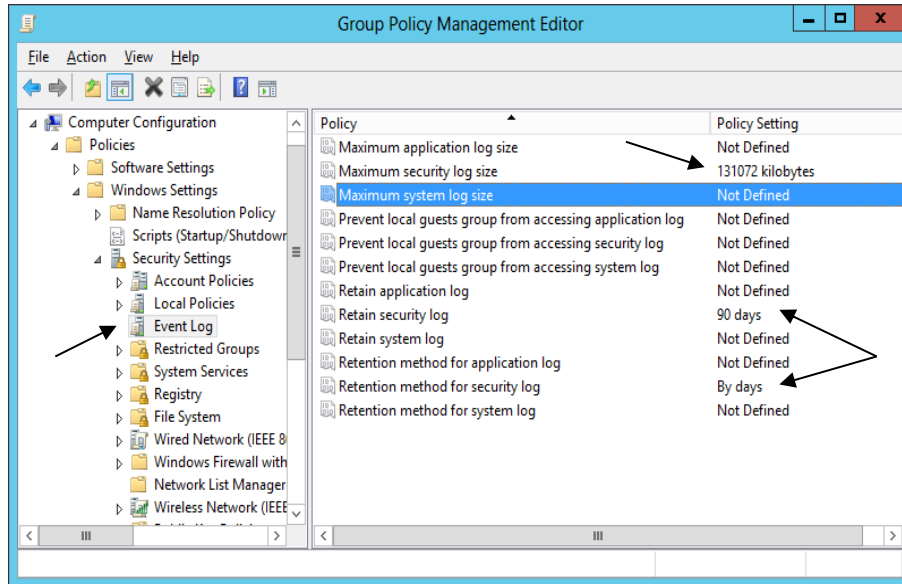 Group Policy Management Editor
File Action View Help
Computer Configuration
Policies
Software Settings
Windows Settings
Name Resolution Policy
Scripts (Startup/Shutdowr
Security Settings
Account Policies
Local Policies
Event Log
Restricted Groups
System Services
Registry
File System
Wired Network (IEEE 8
Windows Firewall with
Network List Manager
Wireless Network (IEEE
Policy Policy Setting
Maximum application log size Not Defined
Maximum security log size 131072 kilobytes
Maximum system log size Not Defined
Prevent local guests group from accessing application log Not Defined
Prevent local guests group from accessing security log Not Defined
Prevent local guests group from accessing system log Not Defined
Retain application log Not Defined
Retain security log 90 days
Retain system log Not Defined
Retention method for application log Not Defined
Retention method for security log By days
Retention method for system log Not Defined